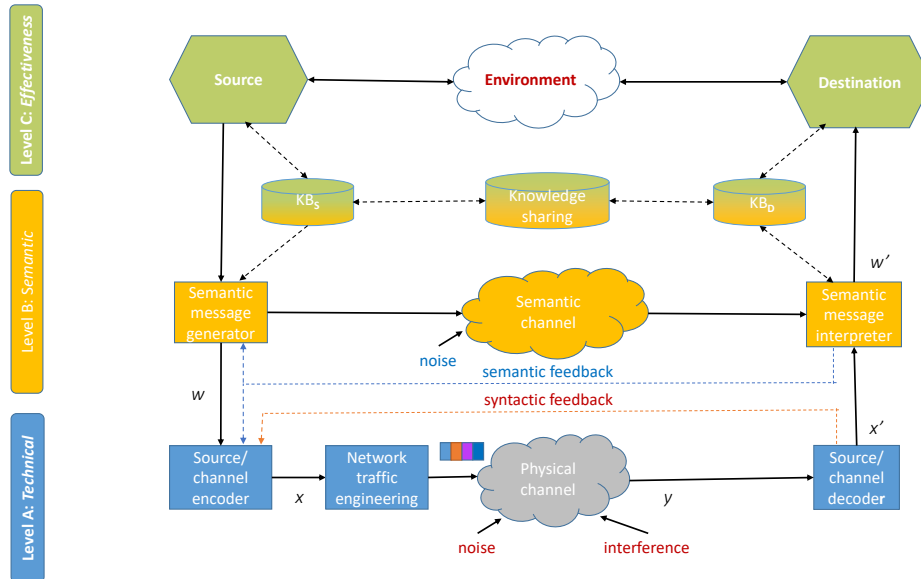 Level C: Effectiveness
Source
Environment
Destination
KBS
Knowledge
sharing
KBD
Level B: Semantic
w’
Semantic
message
generator
Semantic
channel
Semantic
message
interpreter
noise
semantic feedback
w
syntactic feedback
x’
Level A: Technical
Source/
channel
encoder
x
Network
traffic
engineering
Physical
channel
y
Source/
channel
decoder
noise
interference